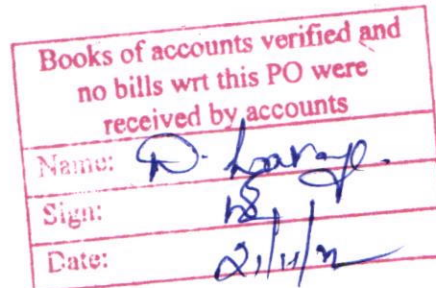 Books of accounts verified and
no bills wrt this PO were
received by accounts
Name: D.
Sign:
Date: 21/11/